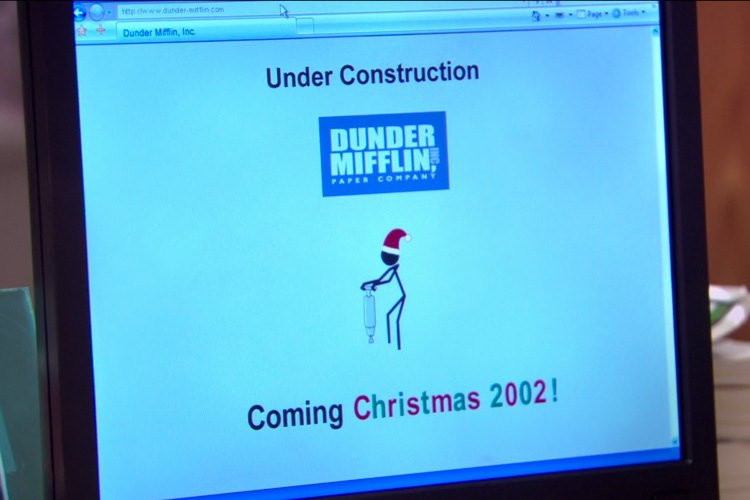 http://www.dunder-mifflin.com
Page
Tools
Dunder Mifflin, Inc.
Under Construction
DUNDER
MIFFLIN, INC
PAPER COMPANY
Coming Christmas 2002!